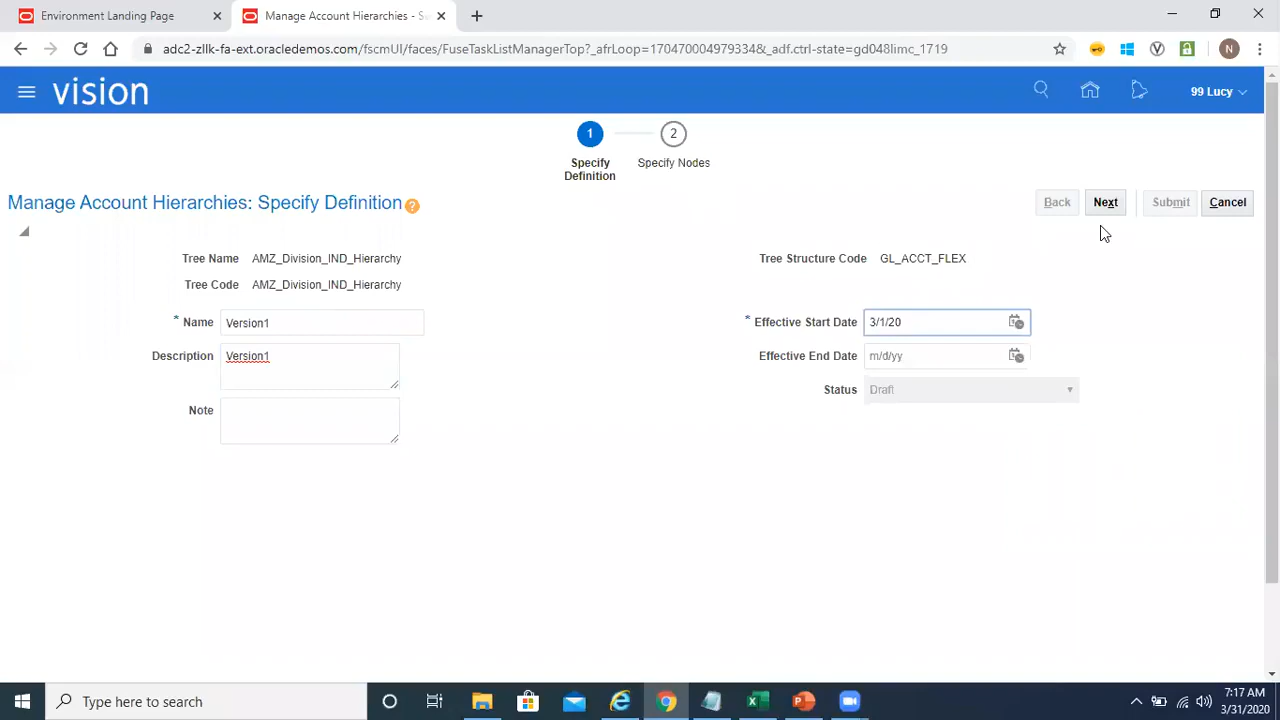 Environment Landing Page
Manage Account Hierarchies - S
adc2-zllk-fa-ext.oracledemos.com/fscmUI/faces/FuseTaskListManagerTop?_afrLoop=170470004979334&_adf.ctrl-state=gd048limc_1719
N
vision
99 Lucy
1
2
Specify Definition
Specify Nodes
Manage Account Hierarchies: Specify Definition
?
Back
Next
Submit
Cancel
Tree Name AMZ_Division_IND_Hierarchy
Tree Structure Code GL_ACCT_FLEX
Tree Code AMZ_Division_IND_Hierarchy
* Name Version1
* Effective Start Date 3/1/20
Description Version1
Effective End Date m/d/yy
Status Draft
Note
Type here to search
7:17 AM
3/31/2020